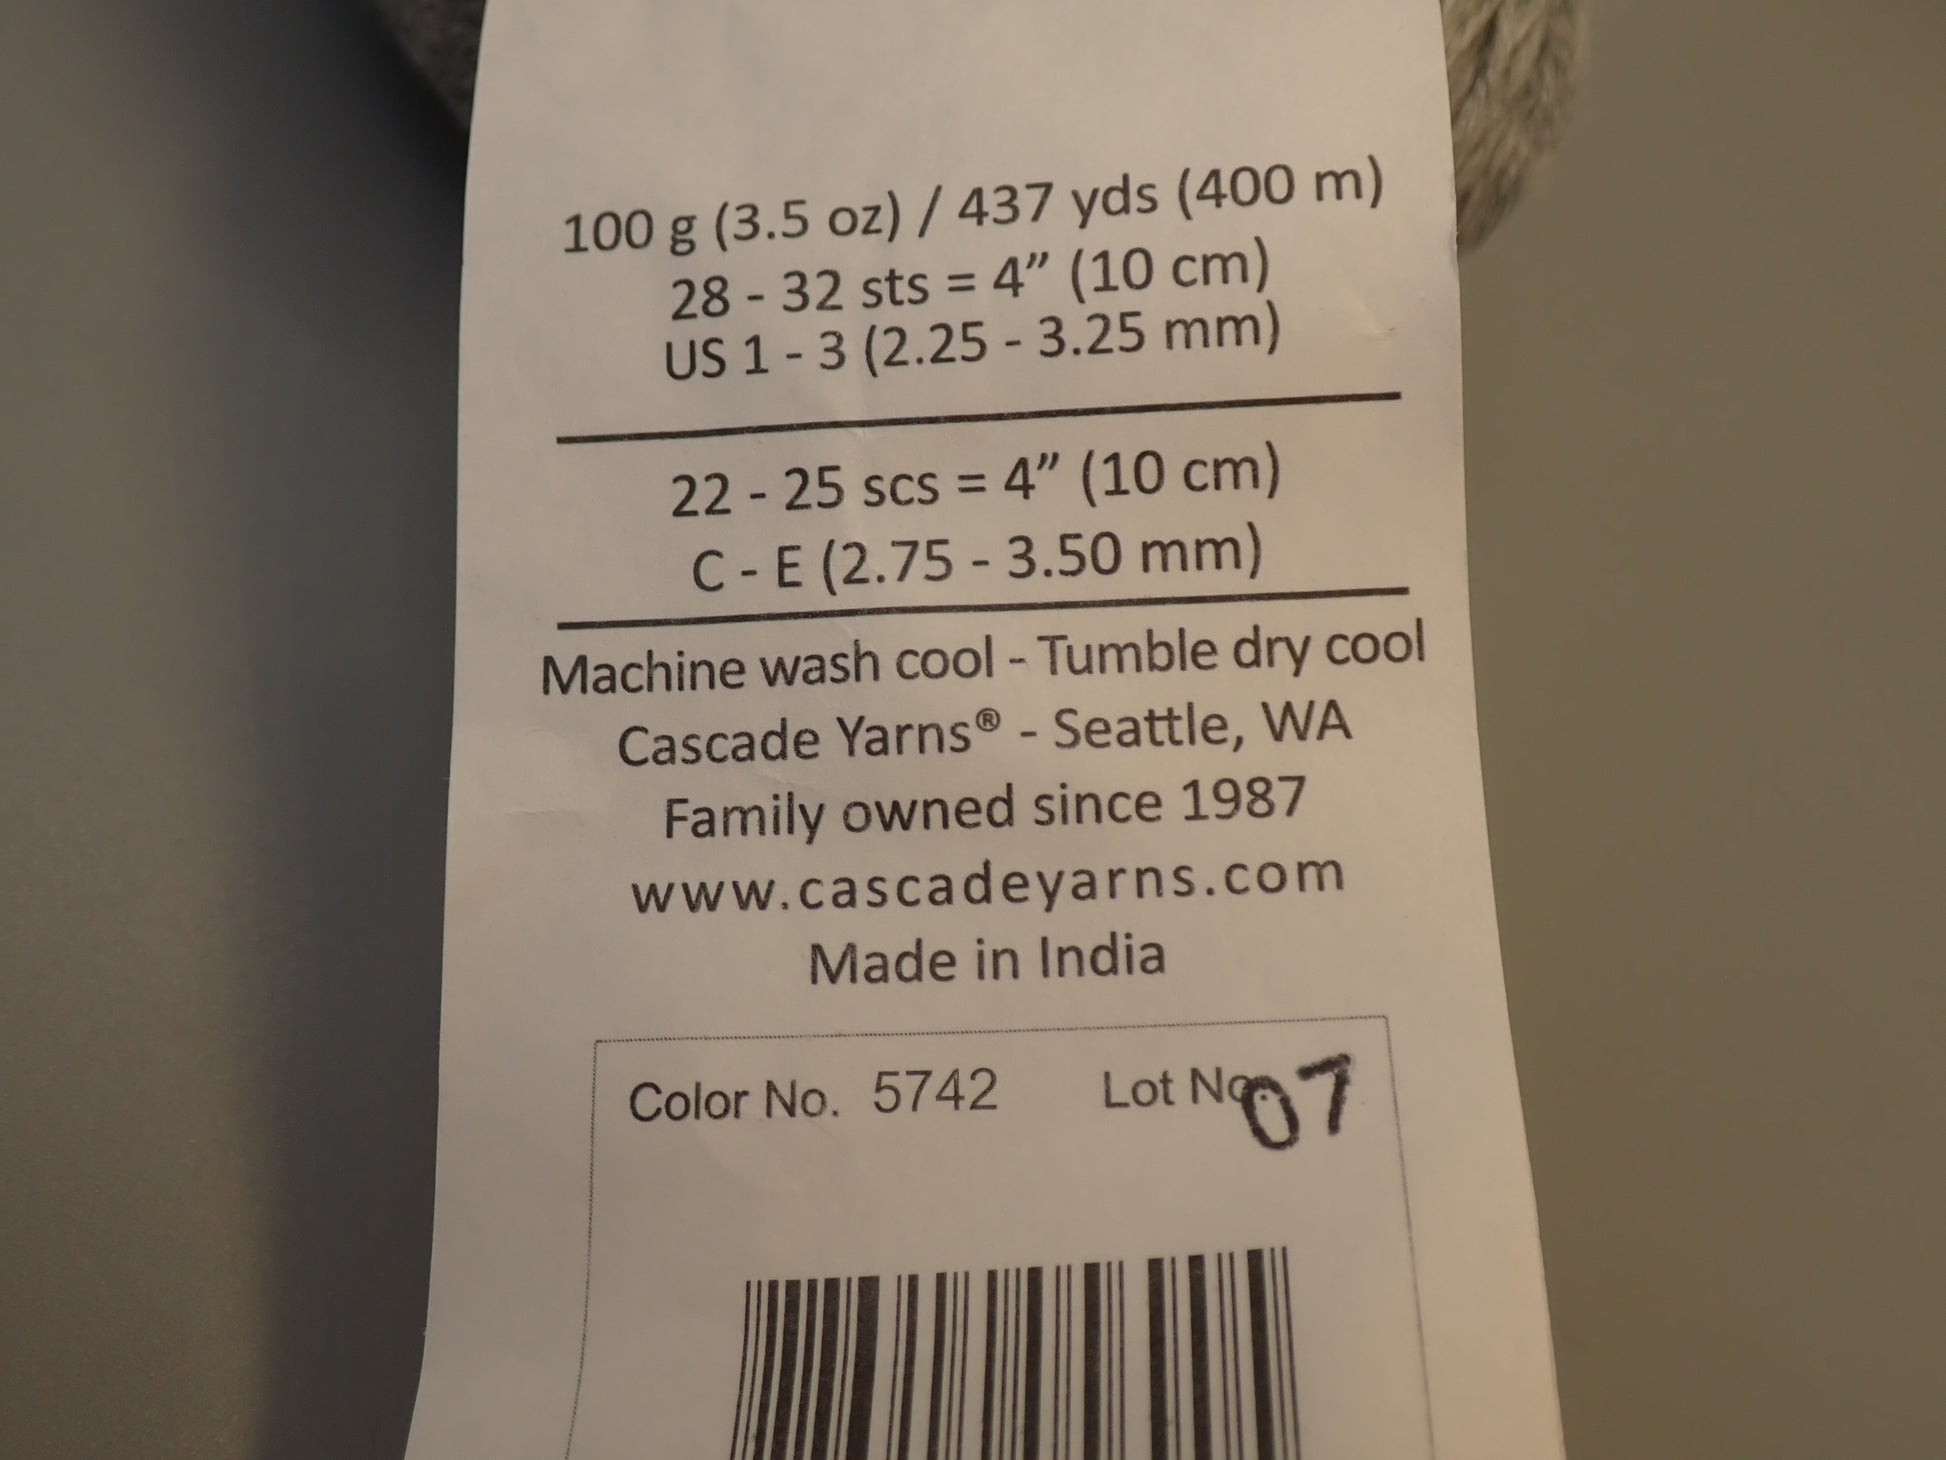 100 g (3.5 oz) / 437 yds (400 m)
28 - 32 sts = 4” (10 cm)
US 1 - 3 (2.25 - 3.25 mm)
22 - 25 scs = 4” (10 cm)
C - E (2.75 - 3.50 mm)
Machine wash cool - Tumble dry cool
Cascade Yarns® - Seattle, WA
Family owned since 1987
www.cascadeyarns.com
Made in India
Color No. 5742 Lot No. 07